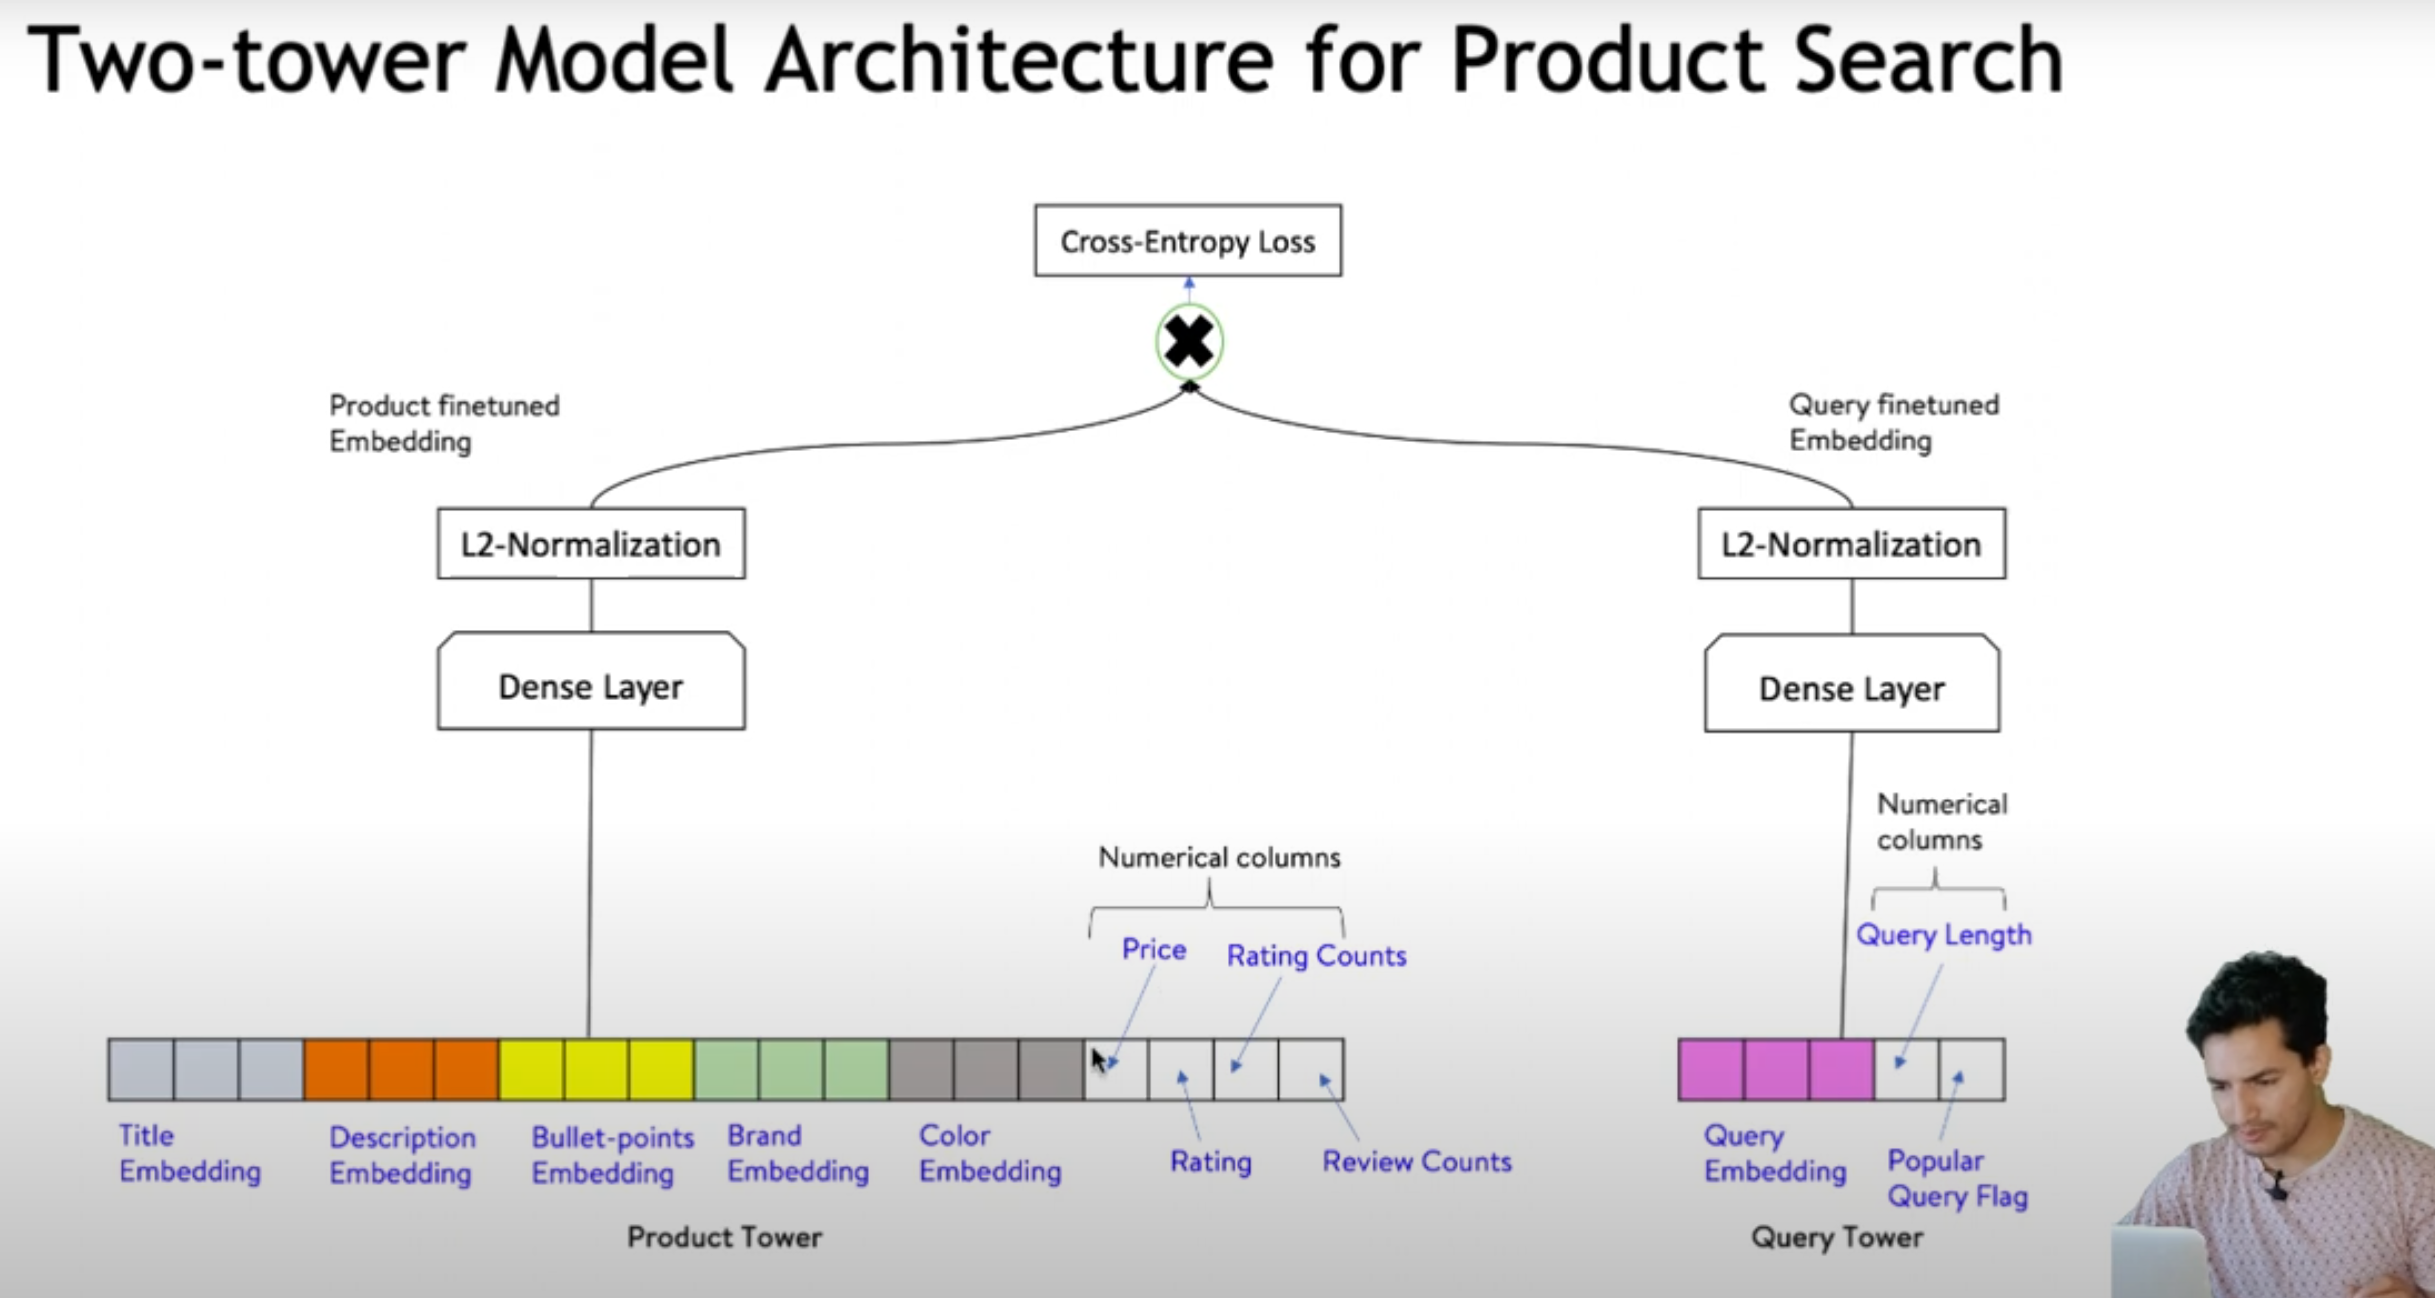 Two-tower Model Architecture for Product Search
Cross-Entropy Loss
Product finetuned
Embedding
Query finetuned
Embedding
L2-Normalization
L2-Normalization
Dense Layer
Dense Layer
Numerical columns
Numerical
columns
Price
Rating Counts
Query Length
Title
Embedding
Description
Embedding
Bullet-points
Embedding
Brand
Embedding
Color
Embedding
Rating
Review Counts
Query
Embedding
Popular
Query Flag
Product Tower
Query Tower